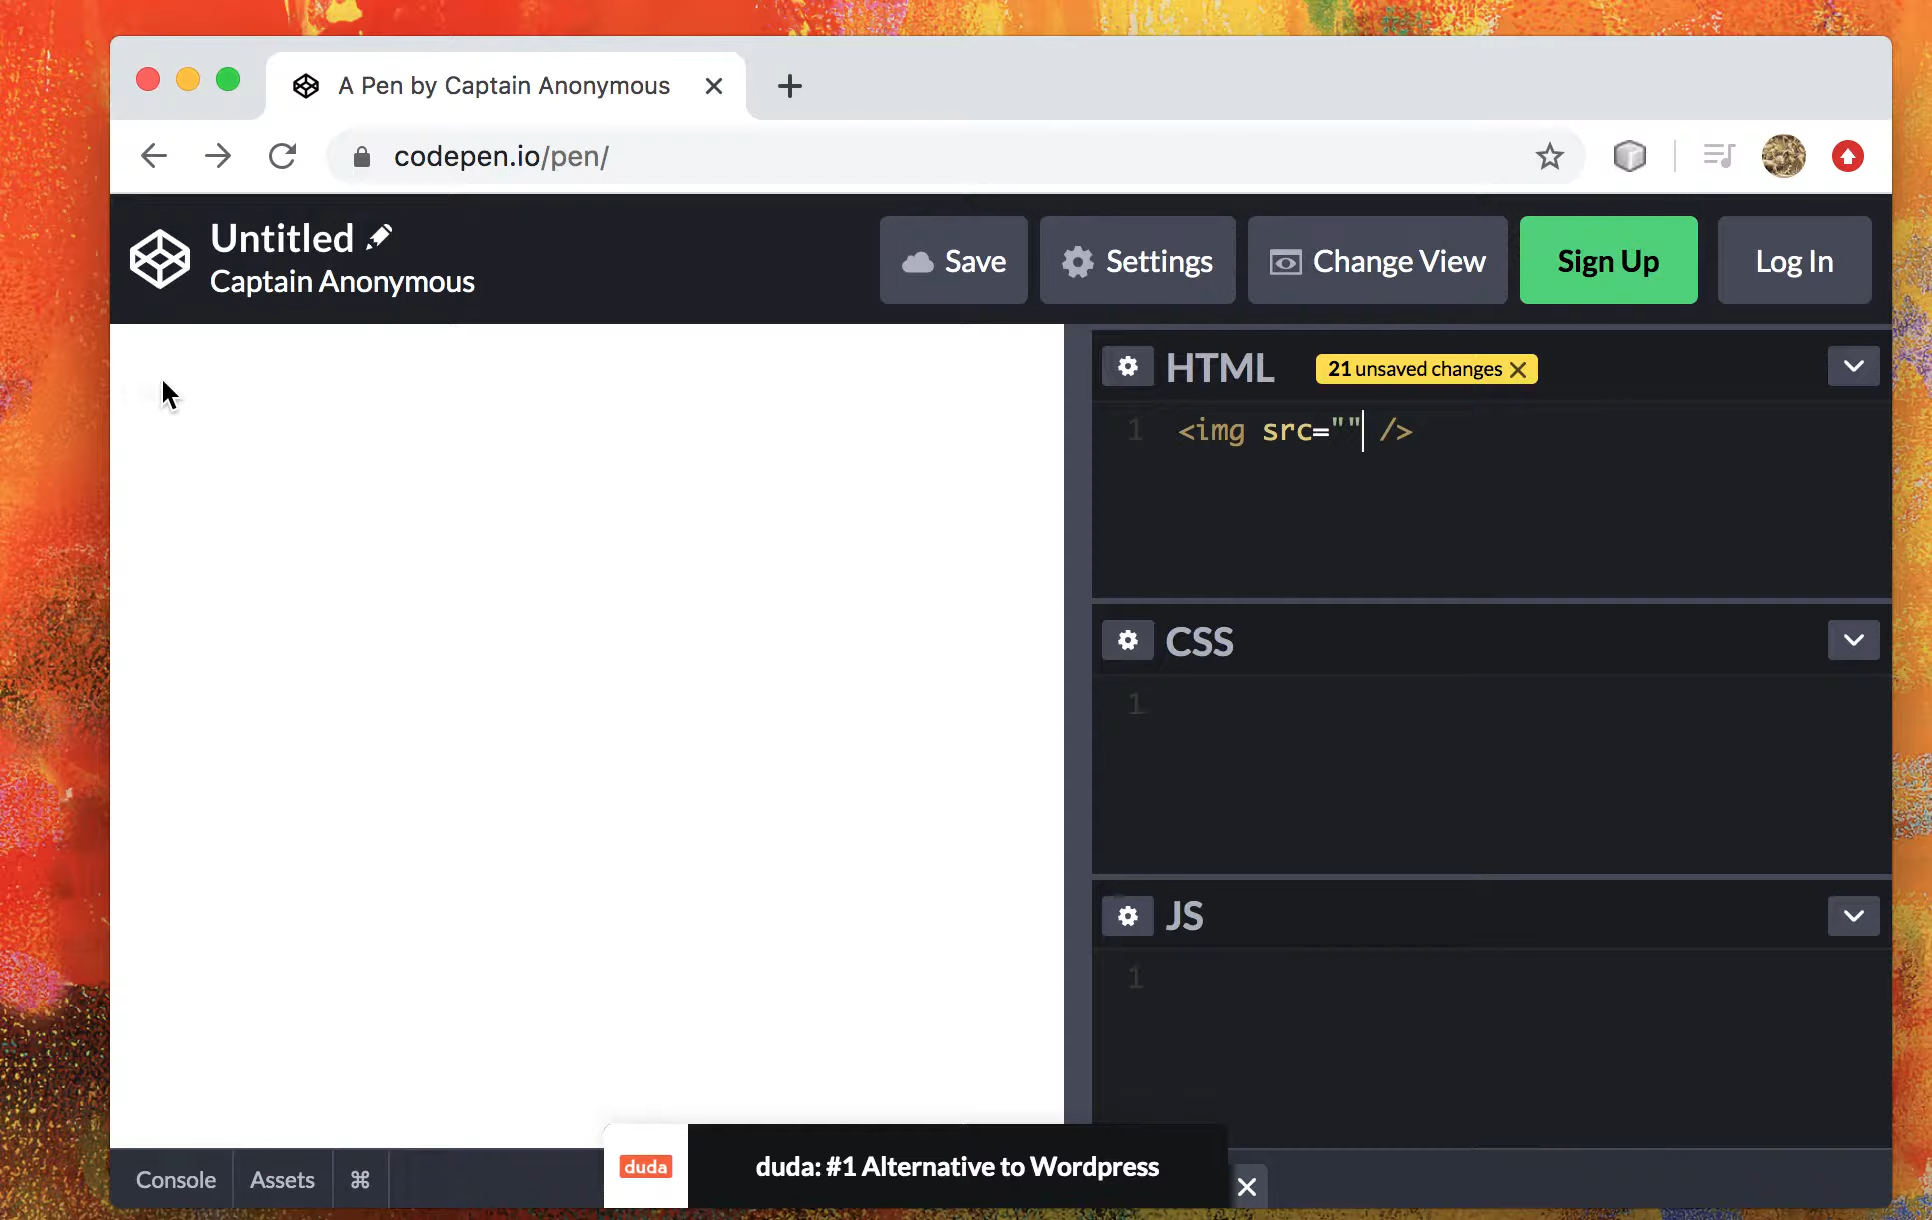 A Pen by Captain Anonymous
codepen.io/pen/
Untitled
Captain Anonymous
Save
Settings
Change View
Sign Up
Log In
HTML
21 unsaved changes
1 <img src="" />
CSS
1
JS
1
Console
Assets
⌘
duda
duda: #1 Alternative to Wordpress